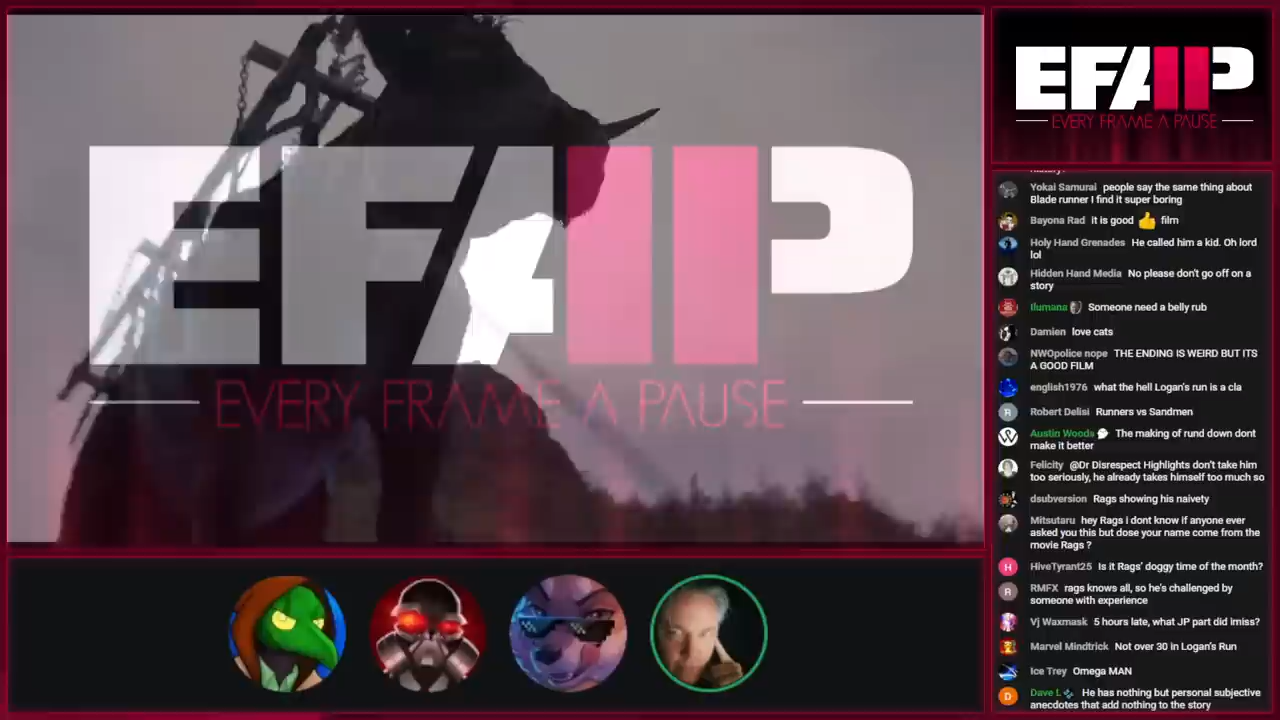 EFAP
EVERY FRAME A PAUSE
EFAP
EVERY FRAME A PAUSE
Yokai Samurai people say the same thing about
Blade runner I find it super boring
Bayona Rad it is good 👍 film
Holy Hand Grenades He called him a kid. Oh lord
lol
Hidden Hand Media No please don't go off on a
story
Ilumana Someone need a belly rub
Damien love cats
NWOpolice nope THE ENDING IS WEIRD BUT ITS
A GOOD FILM
english1976 what the hell Logan's run is a cla
Robert Delisi Runners vs Sandmen
Austin Woods The making of rund down dont
make it better
Felicity @Dr Disrespect Highlights don't take him
too seriously, he already takes himself too much so
dsubversion Rags showing his naivety
Mitsutaru hey Rags i dont know if anyone ever
asked you this but dose your name come from the
movie Rags ?
H HiveTyrant25 Is it Rags' doggy time of the month?
R RMFX rags knows all, so he's challenged by
someone with experience
Vj Waxmask 5 hours late, what JP part did imiss?
Marvel Mindtrick Not over 30 in Logan's Run
Ice Trey Omega MAN
D Dave L He has nothing but personal subjective
anecdotes that add nothing to the story